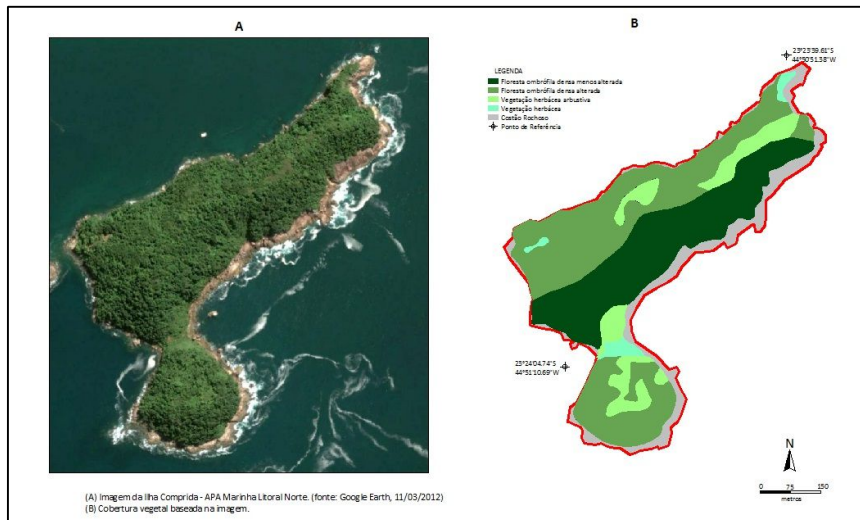 A
B
23°23'59.61"S
44°50'51.38"W
LEGENDA
Floresta ombrófila densa menos alterada
Floresta ombrófila densa alterada
Vegetação herbácea arbustiva
Vegetação herbácea
Costão Rochoso
Ponto de Referência
23°24'04.74"S
44°51'10.69"W
N
0 75 150
metros
(A) Imagem da Ilha Comprida - APA Marinha Litoral Norte. (fonte: Google Earth, 11/03/2012)
(B) Cobertura vegetal baseada na imagem.